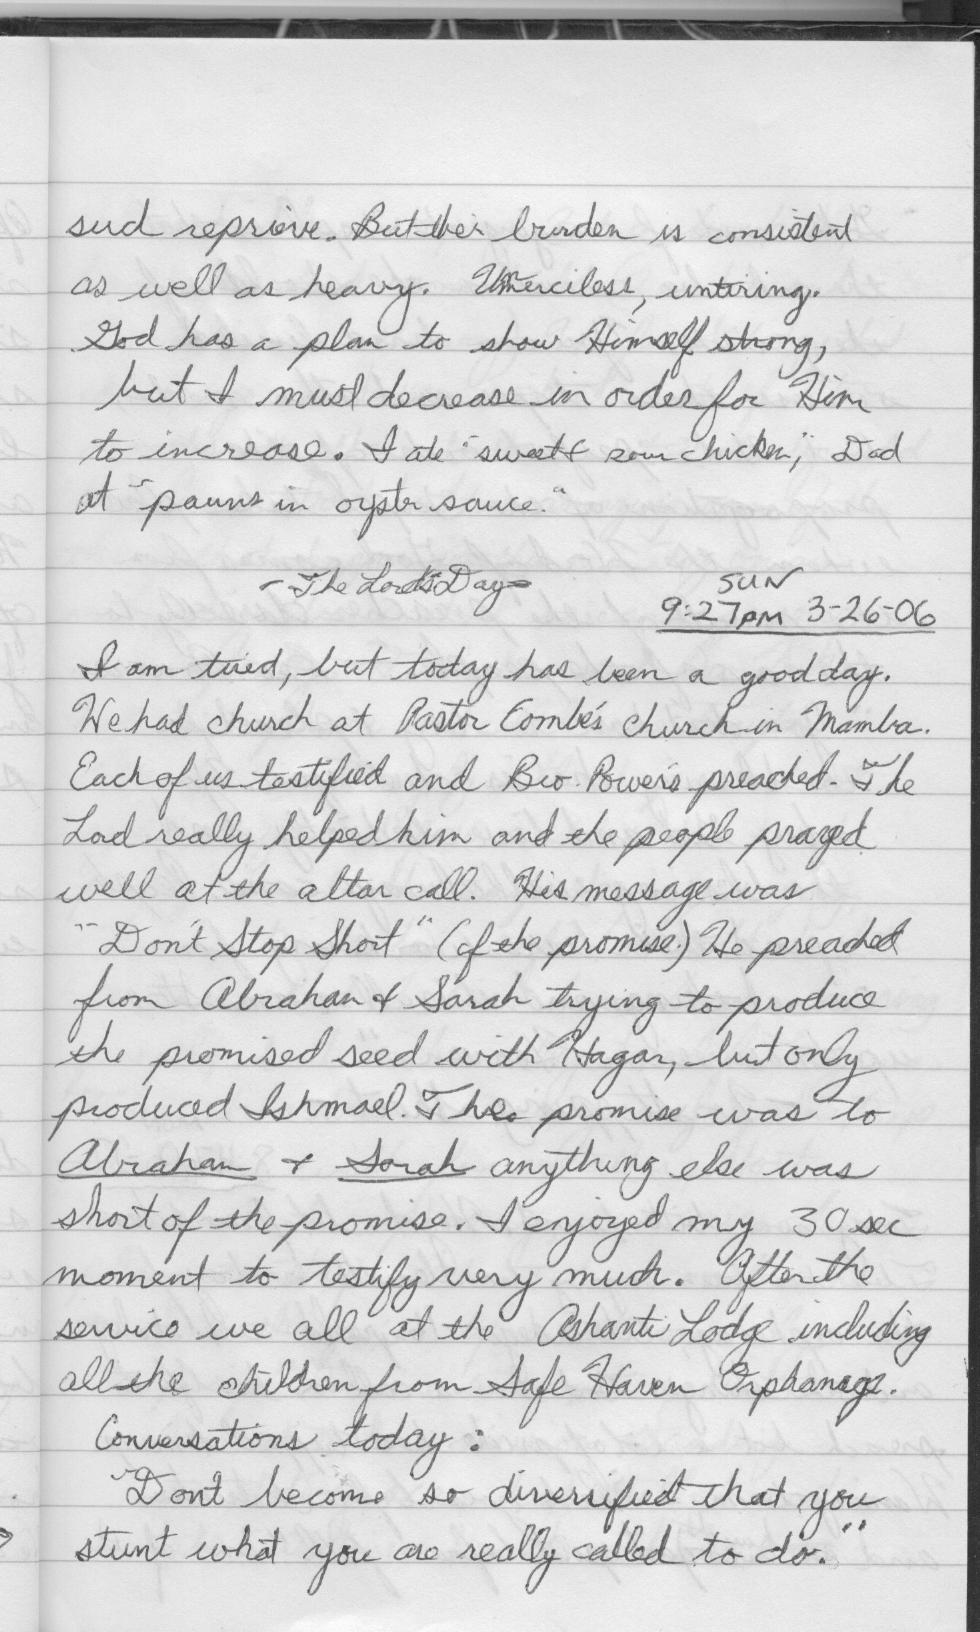 such reprieve. But their burden is consistent
as well as heavy. Unmerciless, untiring.
God has a plan to show Himself strong,
but I must decrease in order for Him
to increase. I ate "sweet & sour chicken," Dad
at "pauns in oyster sauce."
- The Lord's Day -
SUN
9:27pm 3-26-06
I am tired, but today has been a good day.
We had church at Pastor Combe's church in Mamba.
Each of us testified and Bro. Powers preached. The
Lord really helped him and the people prayed
well at the altar call. His message was
"Don't Stop Short" (of the promise.) He preached
from Abraham & Sarah trying to produce
the promised seed with Hagar, but only
produced Ishmael. The promise was to
Abraham & Sarah anything else was
short of the promise. I enjoyed my 30 sec
moment to testify very much. After the
service we all at the Ashanti Lodge including
all the children from Safe Haven Orphanage.
Conversations today:
"Don't become so diversified that you
stunt what you are really called to do."